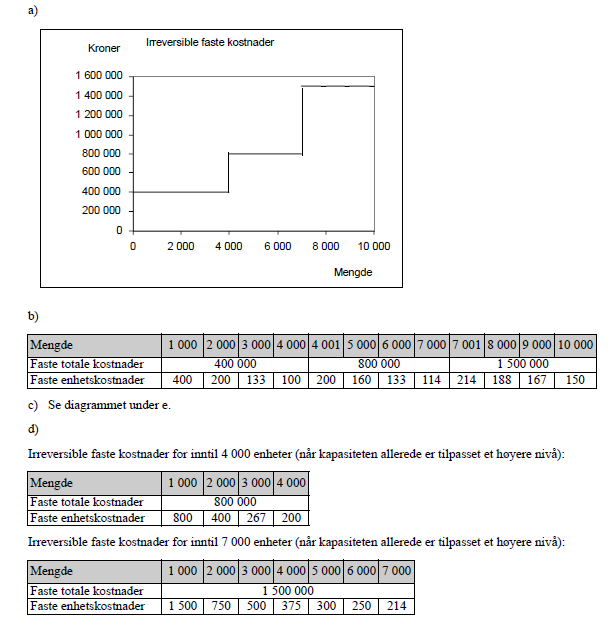 a)
Kroner Irreversible faste kostnader
1 600 000
1 400 000
1 200 000
1 000 000
800 000
600 000
400 000
200 000
0
0 2 000 4 000 6 000 8 000 10 000
Mengde
b)
Mengde 1 000 2 000 3 000 4 000 4 001 5 000 6 000 7 000 7 001 8 000 9 000 10 000
Faste totale kostnader 400 000 800 000 1 500 000
Faste enhetskostnader 400 200 133 100 200 160 133 114 214 188 167 150
c) Se diagrammet under e.
d)
Irreversible faste kostnader for inntil 4 000 enheter (når kapasiteten allerede er tilpasset et høyere nivå):
Mengde 1 000 2 000 3 000 4 000
Faste totale kostnader 800 000
Faste enhetskostnader 800 400 267 200
Irreversible faste kostnader for inntil 7 000 enheter (når kapasiteten allerede er tilpasset et høyere nivå):
Mengde 1 000 2 000 3 000 4 000 5 000 6 000 7 000
Faste totale kostnader 1 500 000
Faste enhetskostnader 1 500 750 500 375 300 250 214